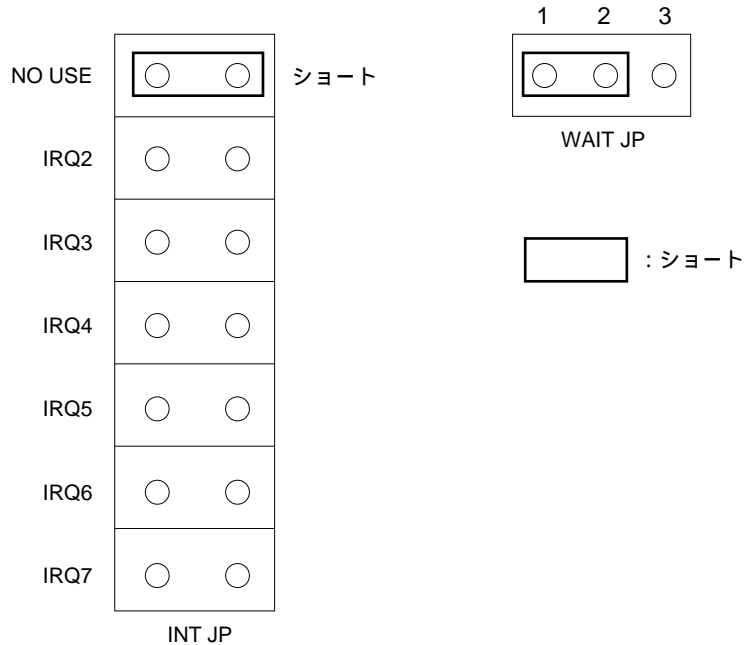 1 2 3
NO USE ショート
WAIT JP
IRQ2
IRQ3
：ショート
IRQ4
IRQ5
IRQ6
IRQ7
INT JP